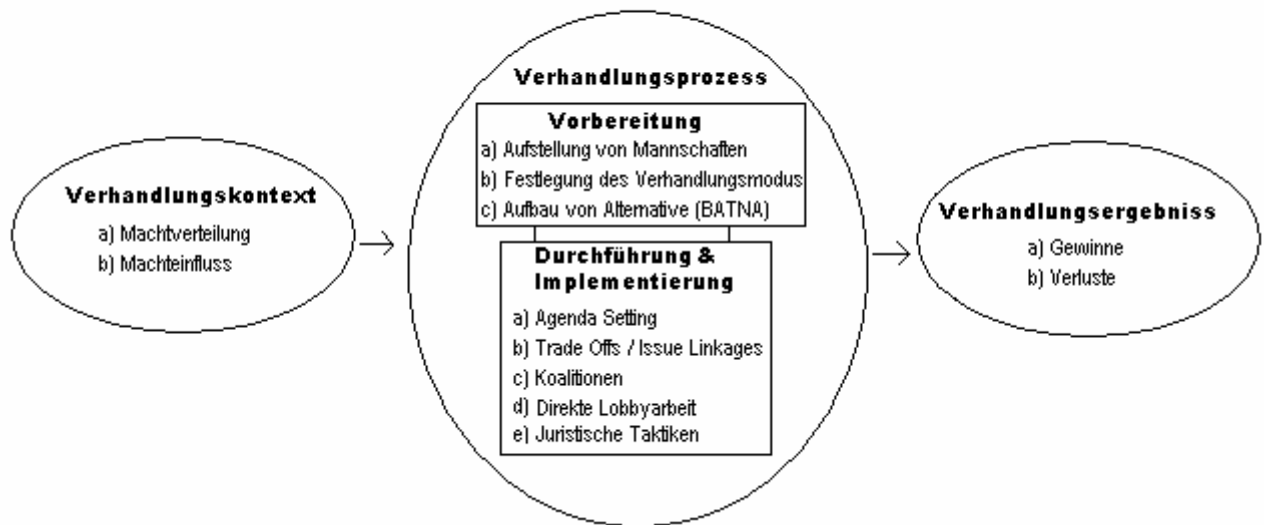 Verhandlungskontext
a) Machtverteilung
b) Machteinfluss
Verhandlungsprozess
Vorbereitung
a) Aufstellung von Mannschaften
b) Festlegung des Verhandlungsmodus
c) Aufbau von Alternative (BATNA)
Durchführung &
Implementierung
a) Agenda Setting
b) Trade Offs / Issue Linkages
c) Koalitionen
d) Direkte Lobbyarbeit
e) Juristische Taktiken
Verhandlungsergebniss
a) Gewinne
b) Verluste